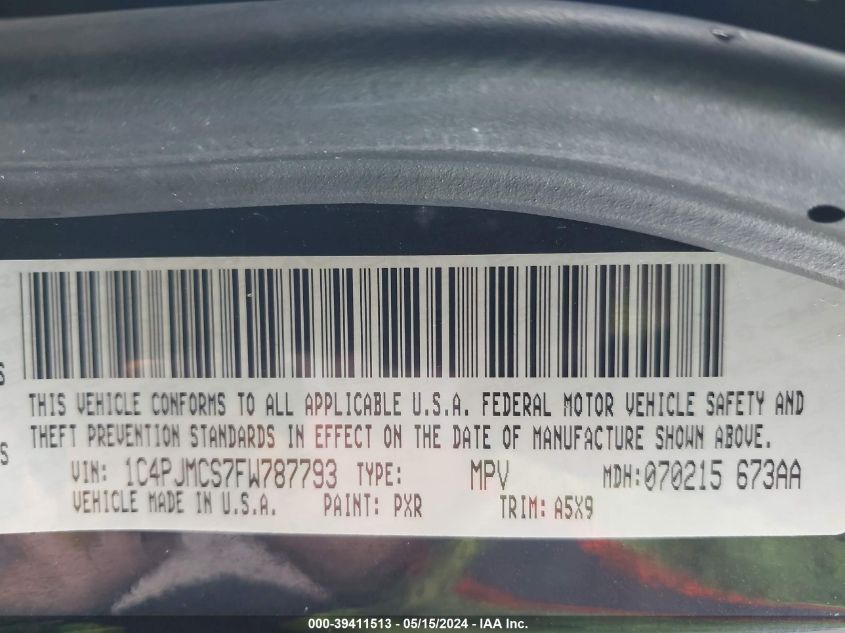 S
THIS VEHICLE CONFORMS TO ALL APPLICABLE U.S.A. FEDERAL MOTOR VEHICLE SAFETY AND
THEFT PREVENTION STANDARDS IN EFFECT ON THE DATE OF MANUFACTURE SHOWN ABOVE.
S
VIN: 1C4PJMCS7FW787793 TYPE: MPV MDH:070215 673AA
VEHICLE MADE IN U.S.A. PAINT: PXR TRIM: A5X9
000-39411513 - 05/15/2024 - IAA Inc.